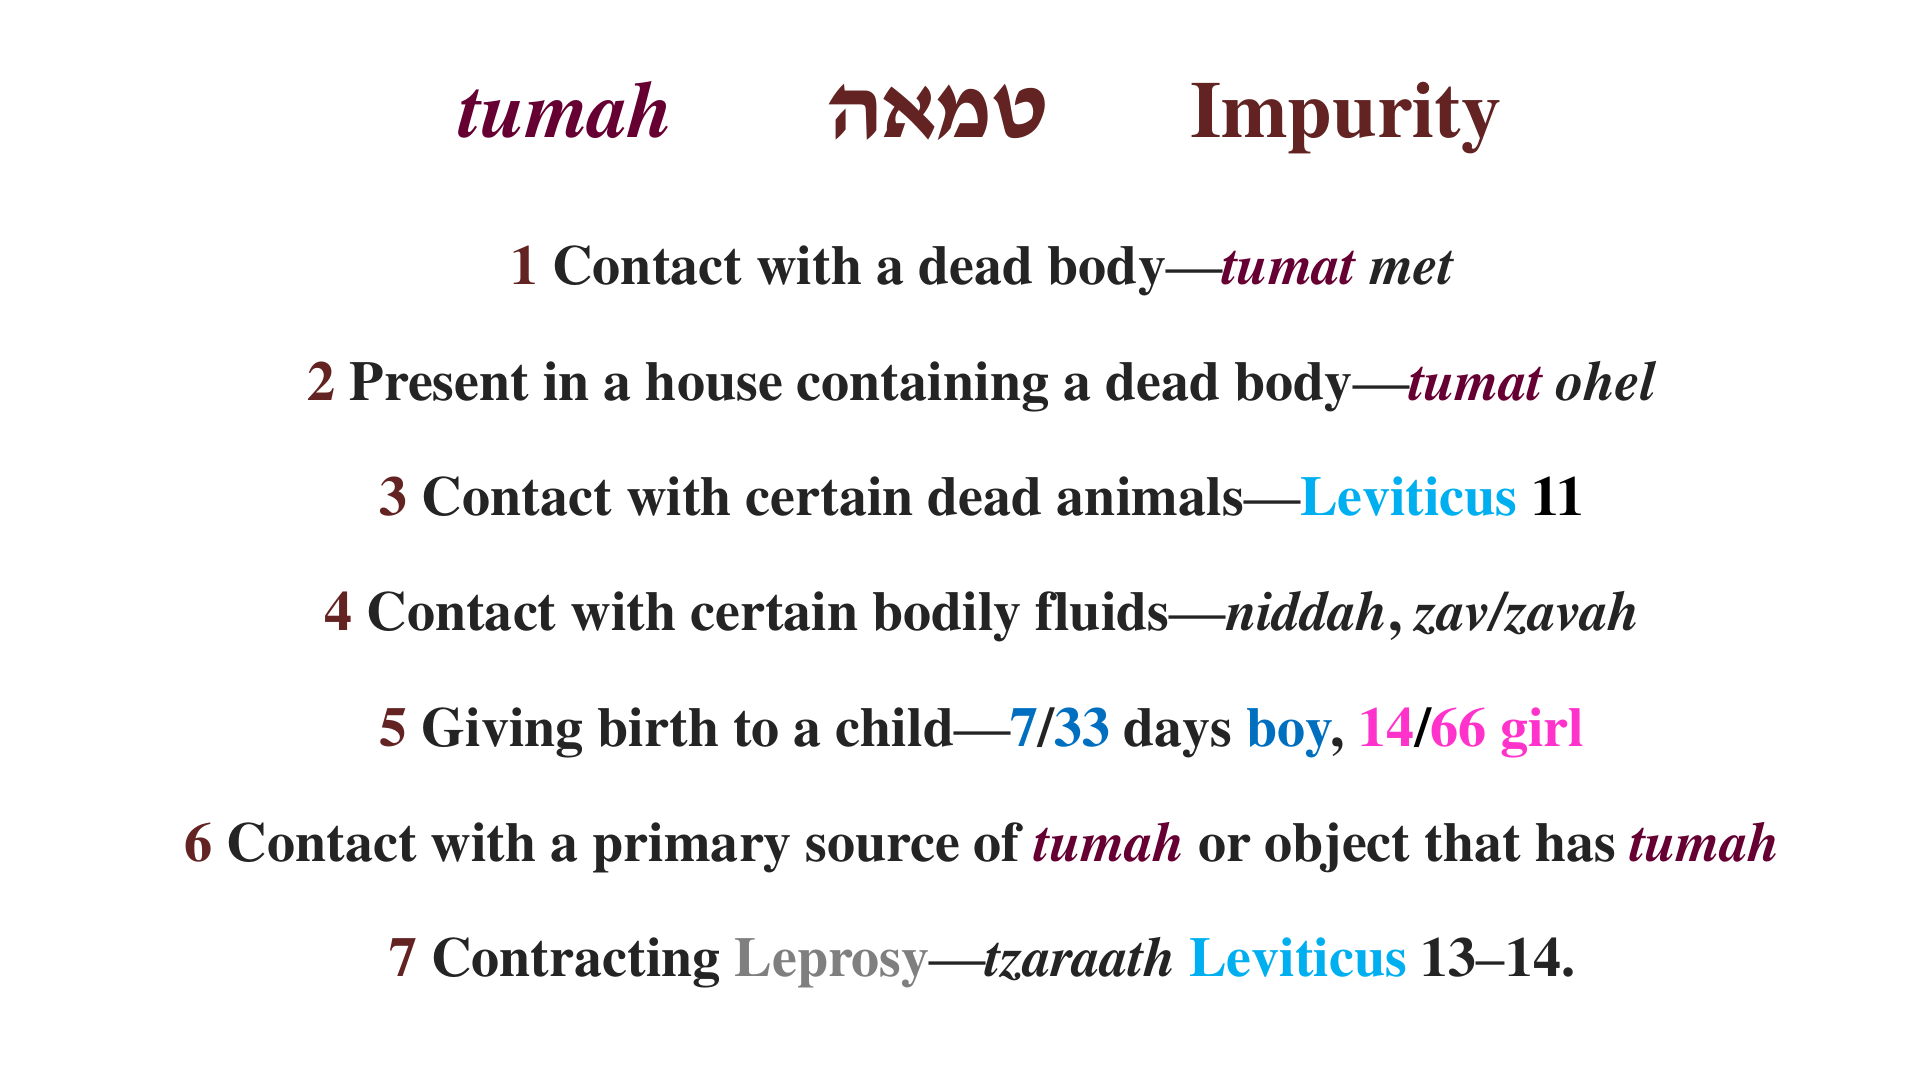 tumah טמאה Impurity
1 Contact with a dead body—tumat met
2 Present in a house containing a dead body—tumat ohel
3 Contact with certain dead animals—Leviticus 11
4 Contact with certain bodily fluids—niddah, zav/zavah
5 Giving birth to a child—7/33 days boy, 14/66 girl
6 Contact with a primary source of tumah or object that has tumah
7 Contracting Leprosy—tzaraath Leviticus 13–14.